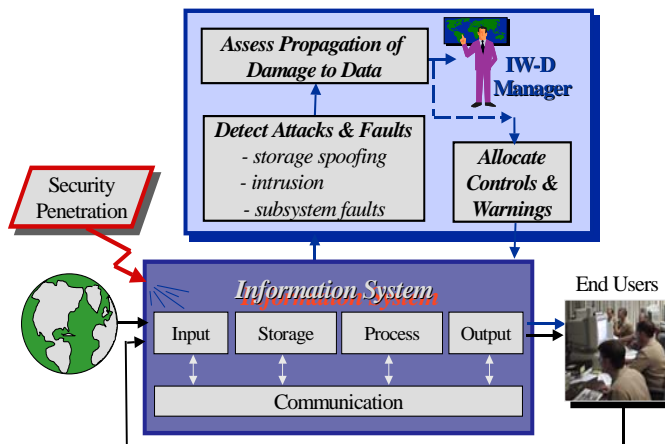 Assess Propagation of
Damage to Data
IW-D
Manager
Detect Attacks & Faults
- storage spoofing
- intrusion
- subsystem faults
Allocate
Controls &
Warnings
Security
Penetration
Information System
End Users
Input
Storage
Process
Output
Communication